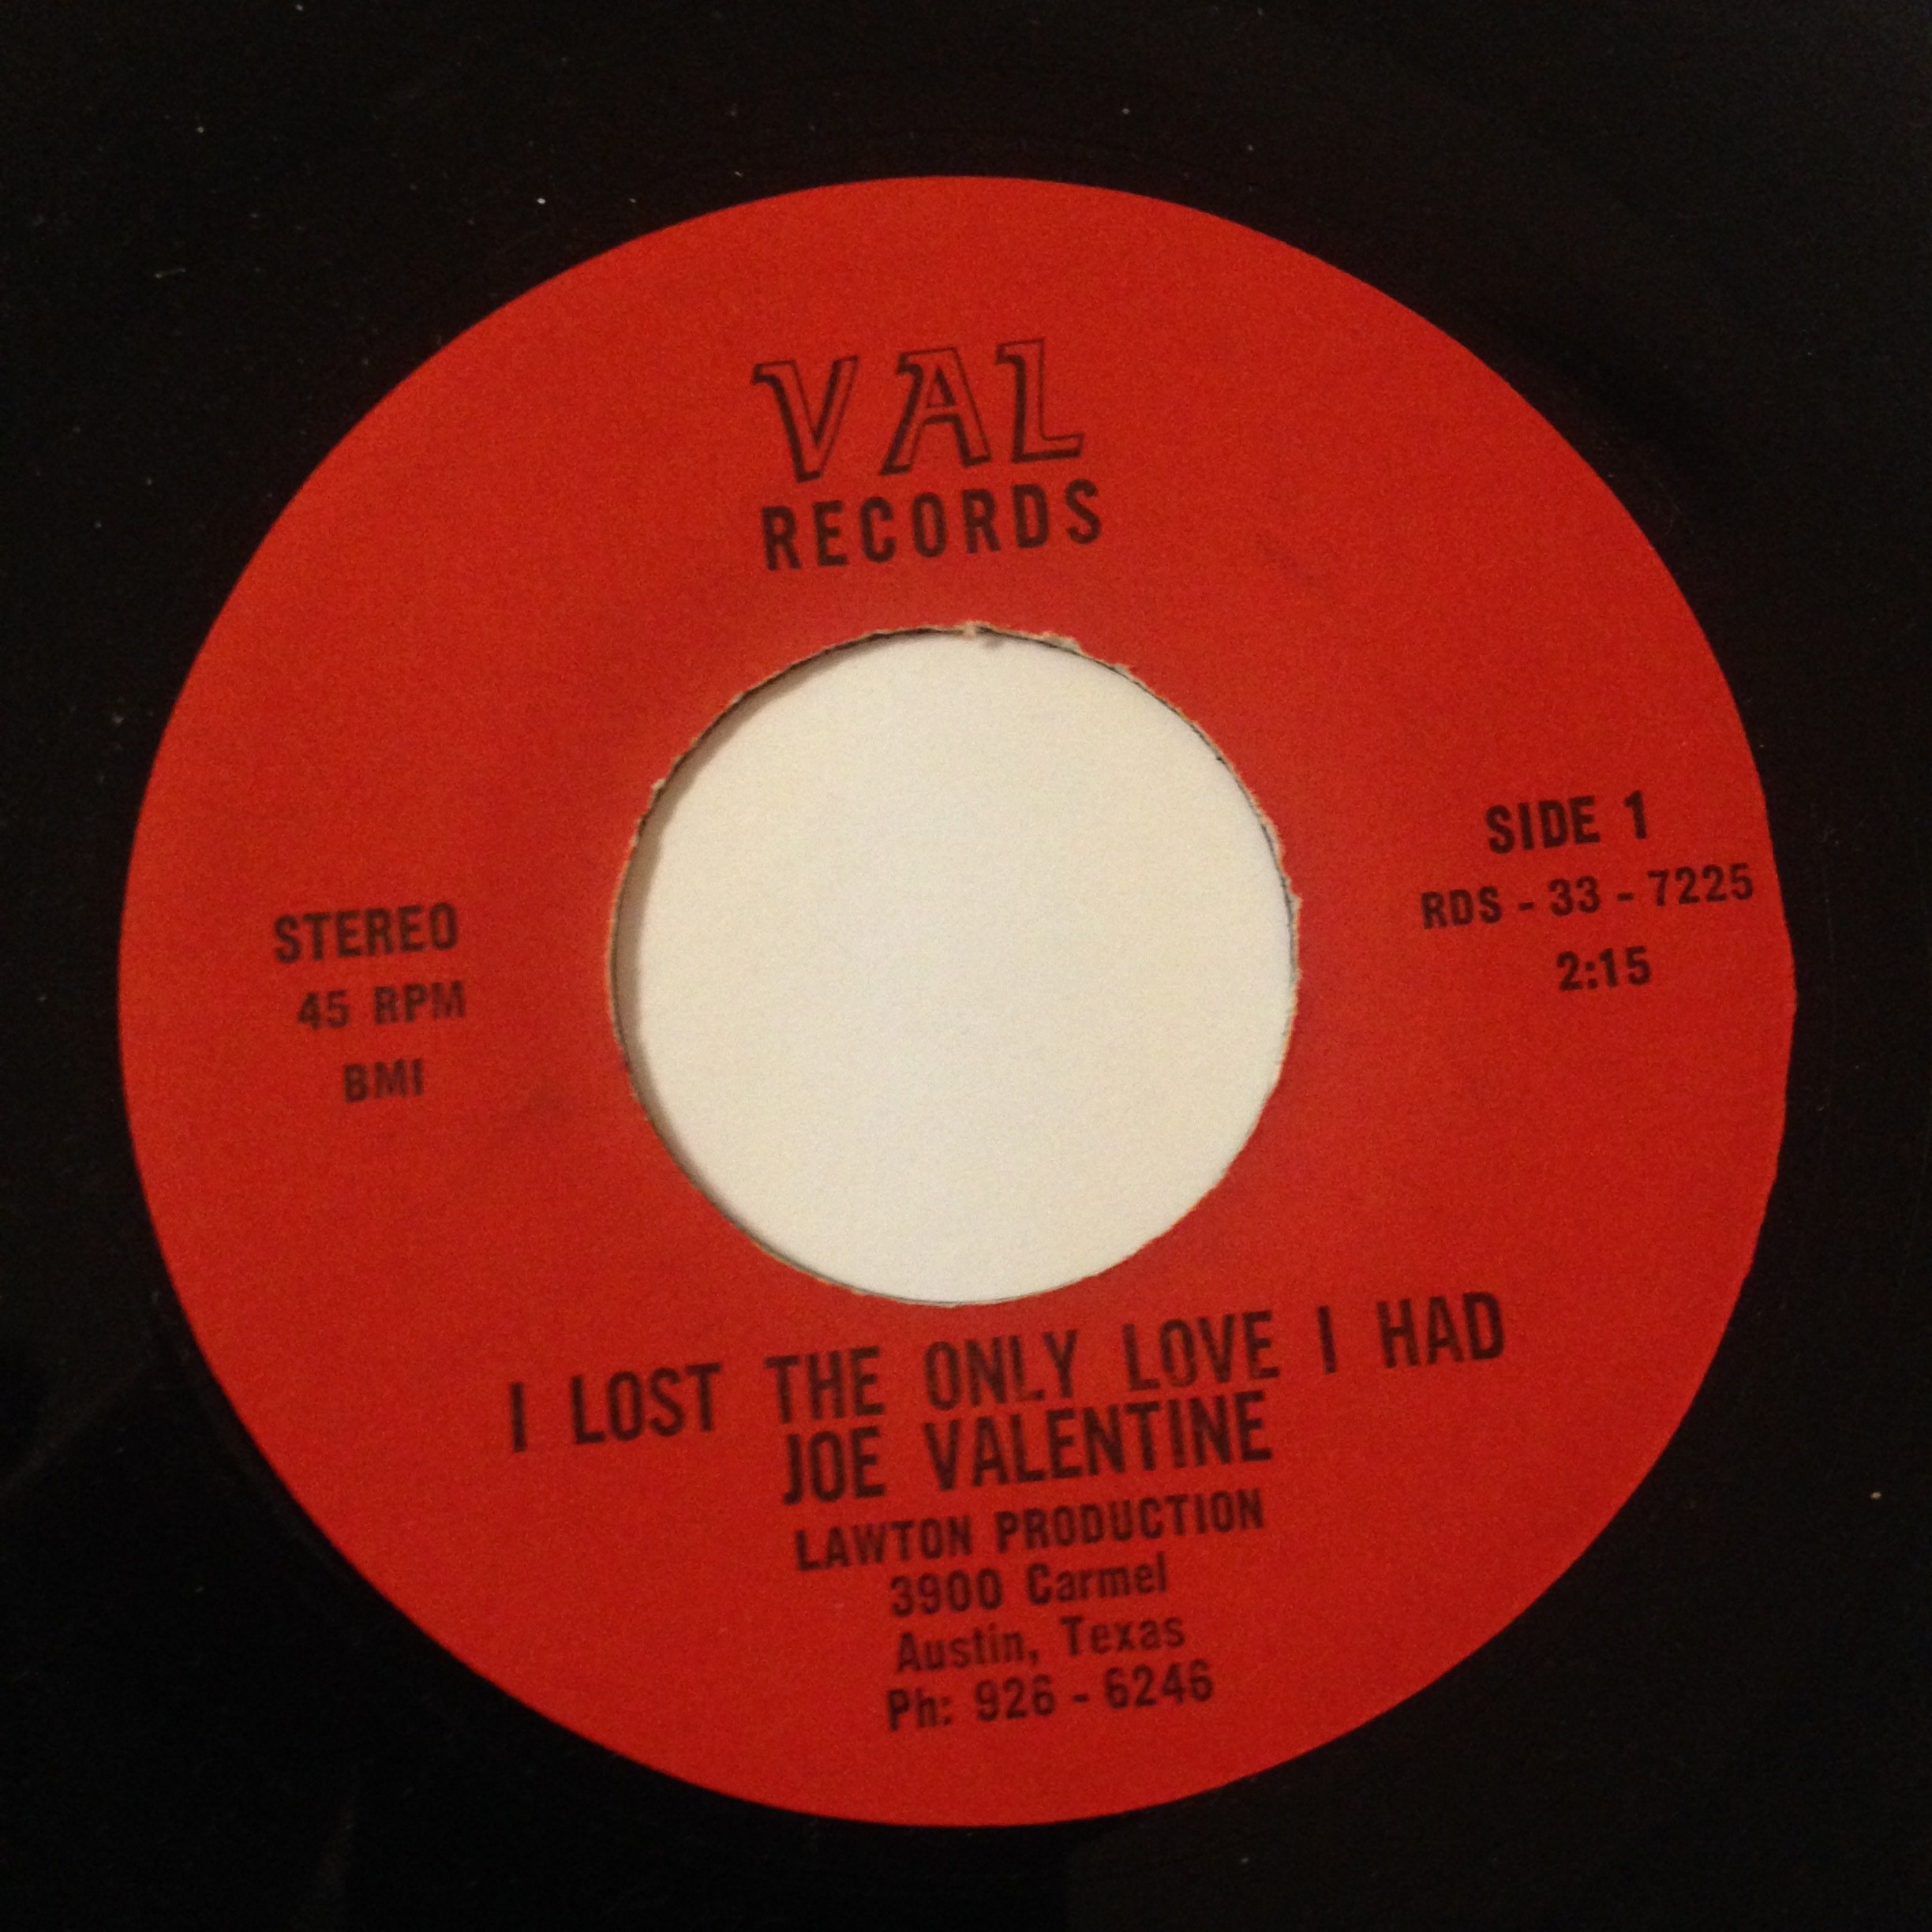 VAL
RECORDS
STEREO
45 RPM
BMI
SIDE 1
RDS - 33 - 7225
2:15
I LOST THE ONLY LOVE I HAD
JOE VALENTINE
LAWTON PRODUCTION
3900 Carmel
Austin, Texas
Ph: 926 - 6246